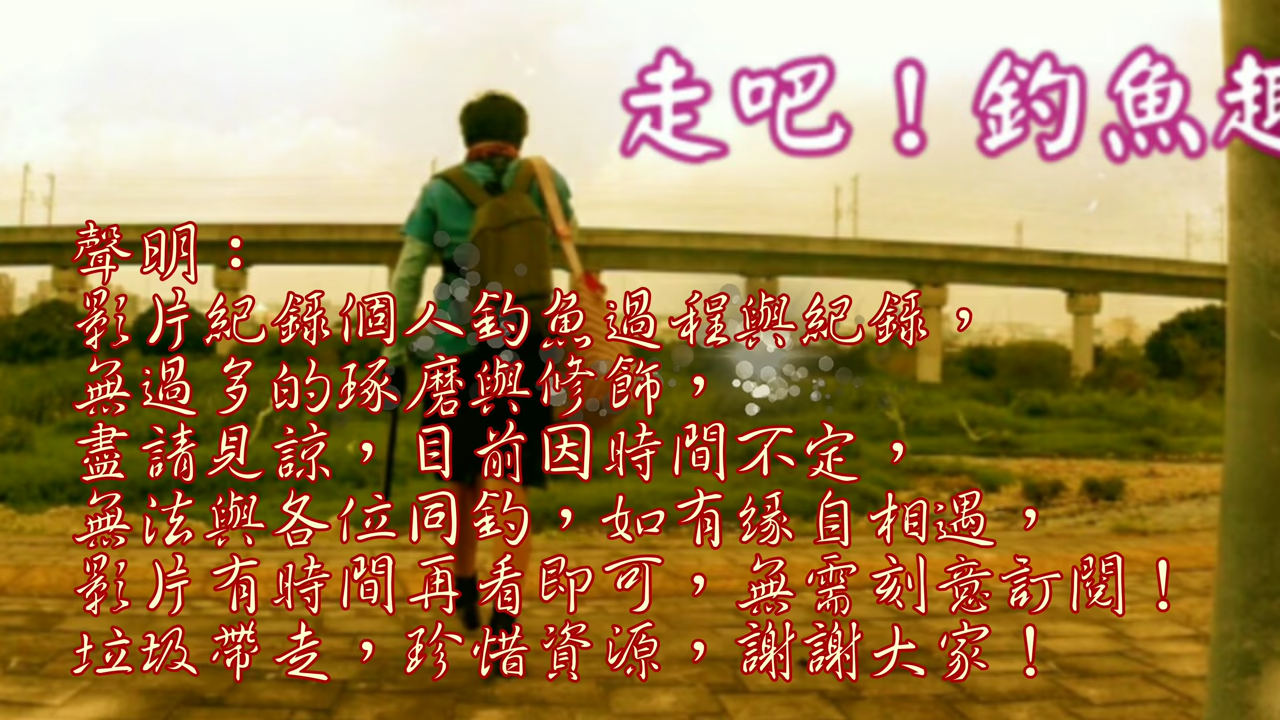 走吧！釣魚趣
聲明：
影片紀錄個人釣魚過程與紀錄，
無過多的琢磨與修飾，
盡請見諒，目前因時間不定，
無法與各位同釣，如有緣自相遇，
影片有時間再看即可，無需刻意訂閱！
垃圾帶走，珍惜資源，謝謝大家！